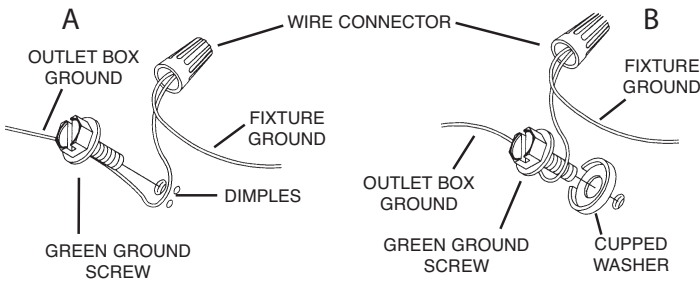 A
WIRE CONNECTOR
B
OUTLET BOX
GROUND
FIXTURE
GROUND
DIMPLES
GREEN GROUND
SCREW
FIXTURE
GROUND
OUTLET BOX
GROUND
GREEN GROUND
SCREW
CUPPED
WASHER